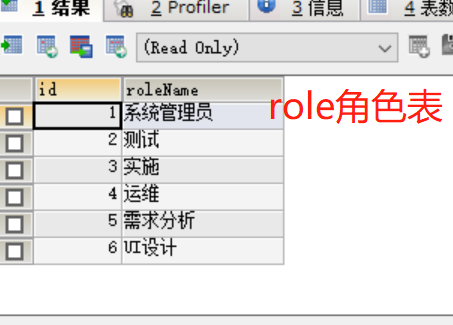 1 结果 2 Profiler 3 信息 4 表数
(Read Only)
id roleName
1 系统管理员
role角色表
2 测试
3 实施
4 运维
5 需求分析
6 UI设计